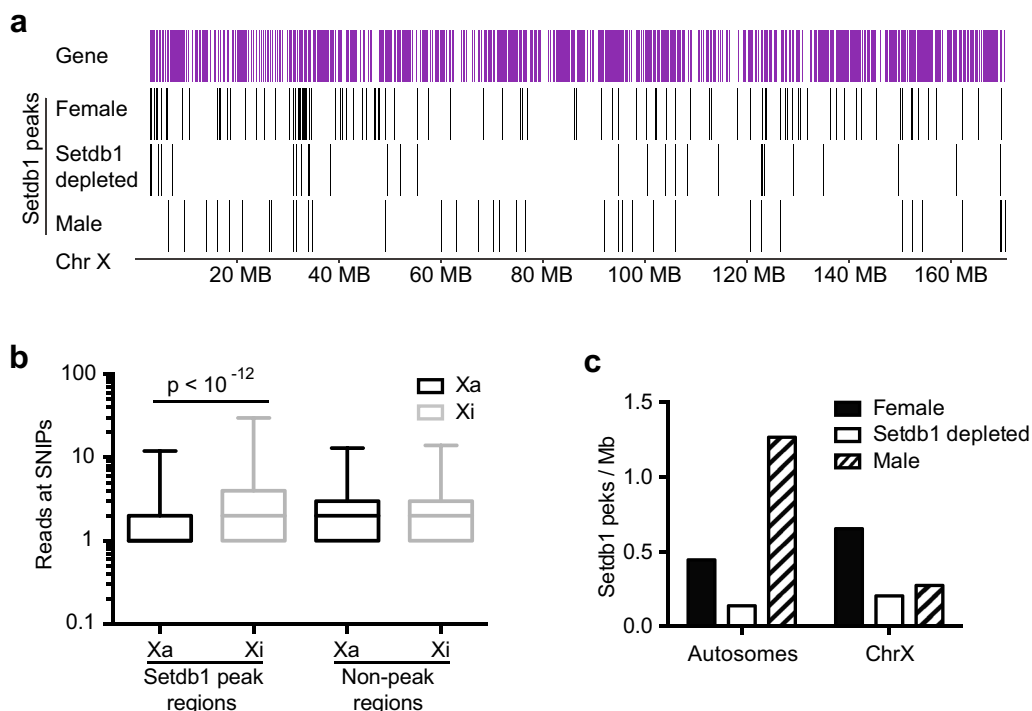 a
Gene
Setdb1 peaks
Female
Setdb1
depleted
Male
Chr X
20 MB 40 MB 60 MB 80 MB 100 MB 120 MB 140 MB 160 MB
b
Reads at SNIPs
100
10
1
0.1
p < 10 -12
Xa
Xi
Xa Xi Xa Xi
Setdb1 peak
regions
Non-peak
regions
c
Setdb1 peks / Mb
1.5
1.0
0.5
0.0
Female
Setdb1 depleted
Male
Autosomes ChrX